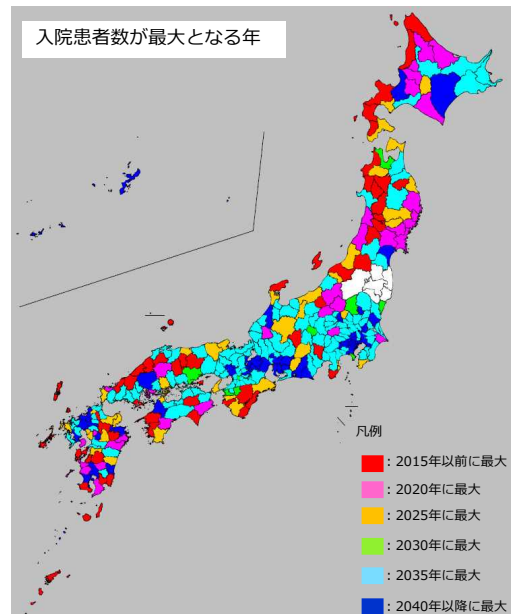 入院患者数が最大となる年
凡例
:2015年以前に最大
:2020年に最大
:2025年に最大
:2030年に最大
:2035年に最大
:2040年以降に最大